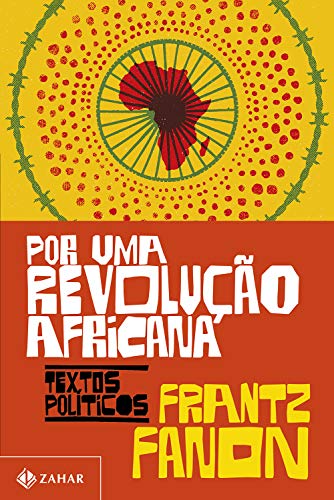 POR UMA
REVOLUÇÃO
AFRICANA
TEXTOS
POLÍTICOS
FRANTZ
FANON
ZAHAR